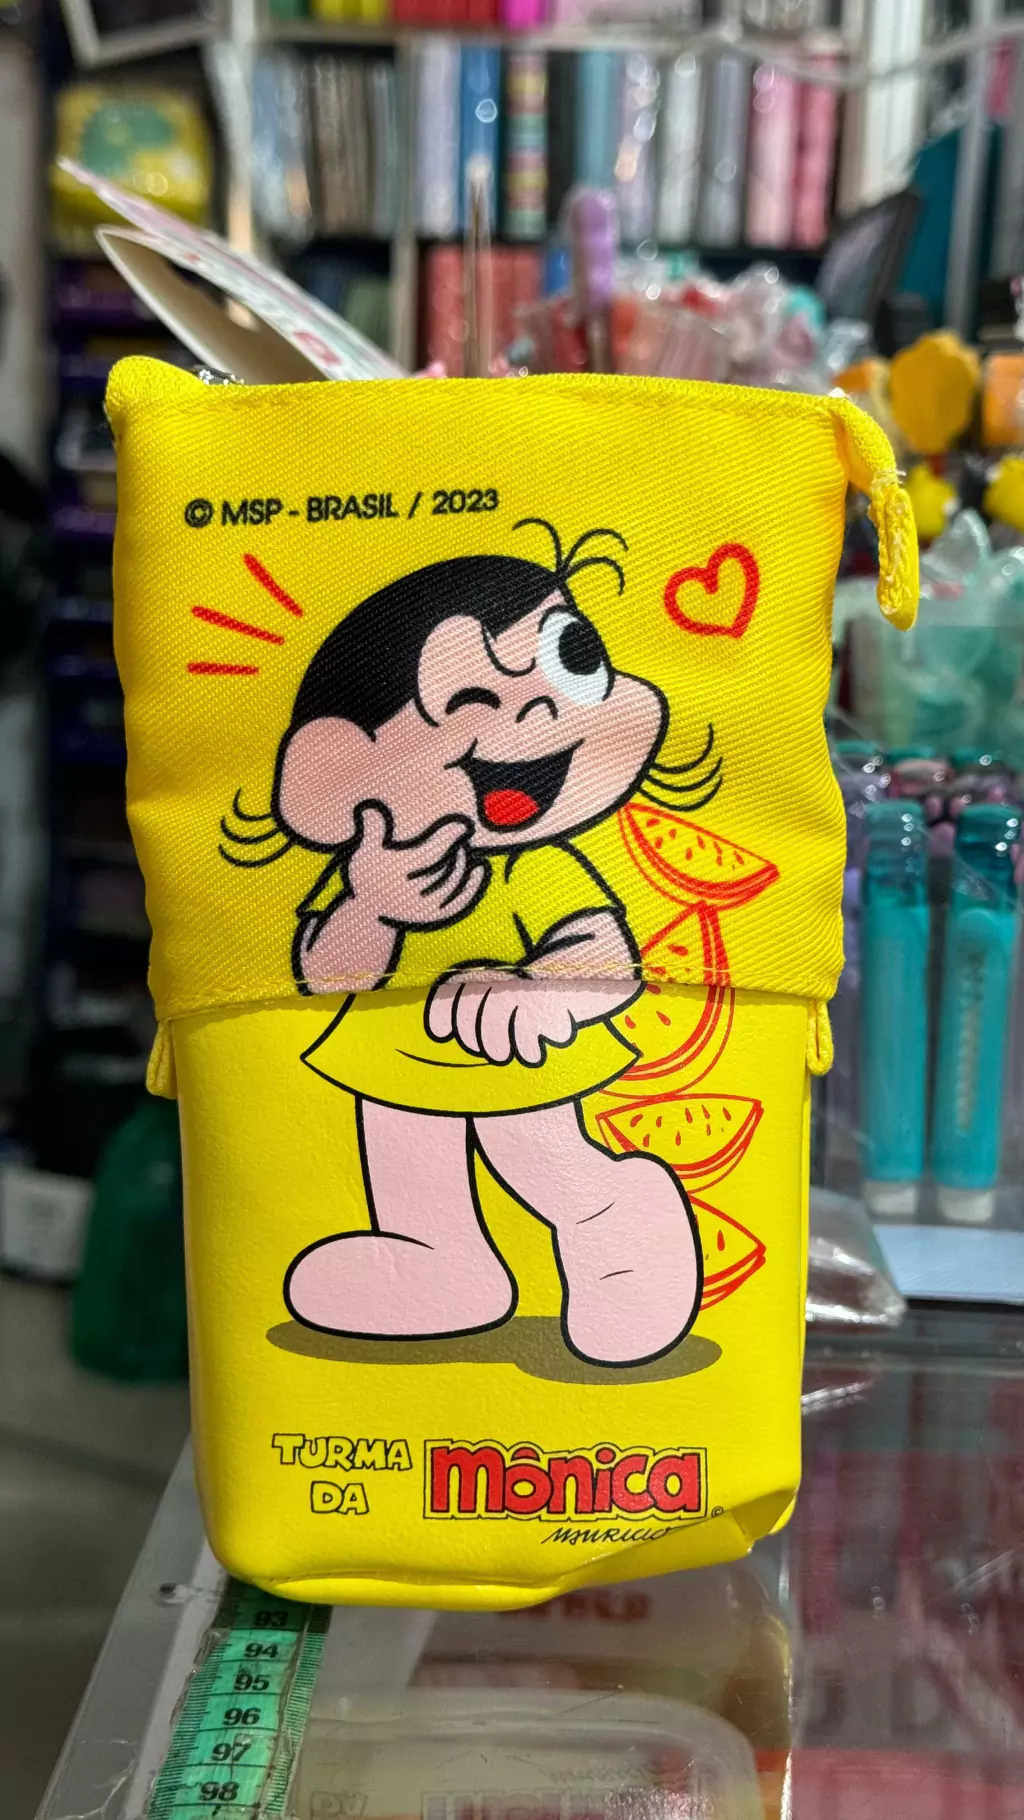 © MSP - BRASIL / 2023
TURMA
DA
Mônica
©
MAURICIO
93
94
95
96
97
98